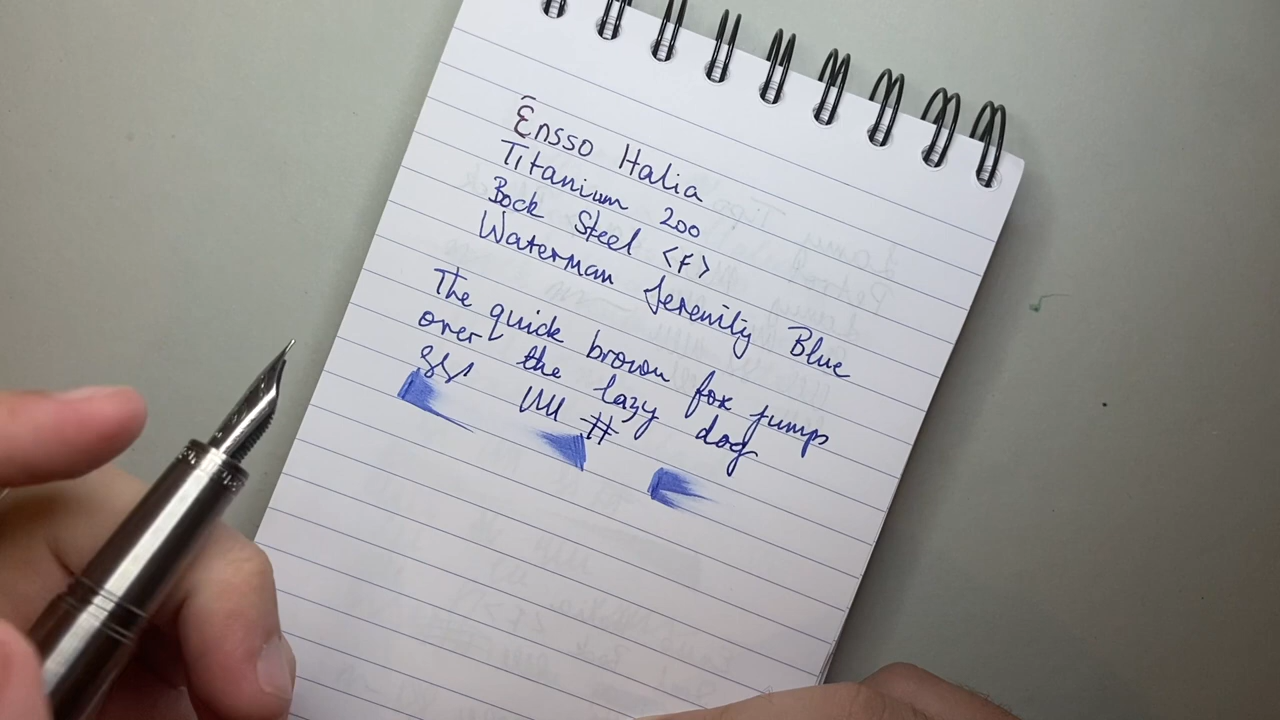 Ensso Italia
Titanium 200
Bock Steel <F>
Waterman Serenity Blue
The quick brown fox jumps
over the lazy dog